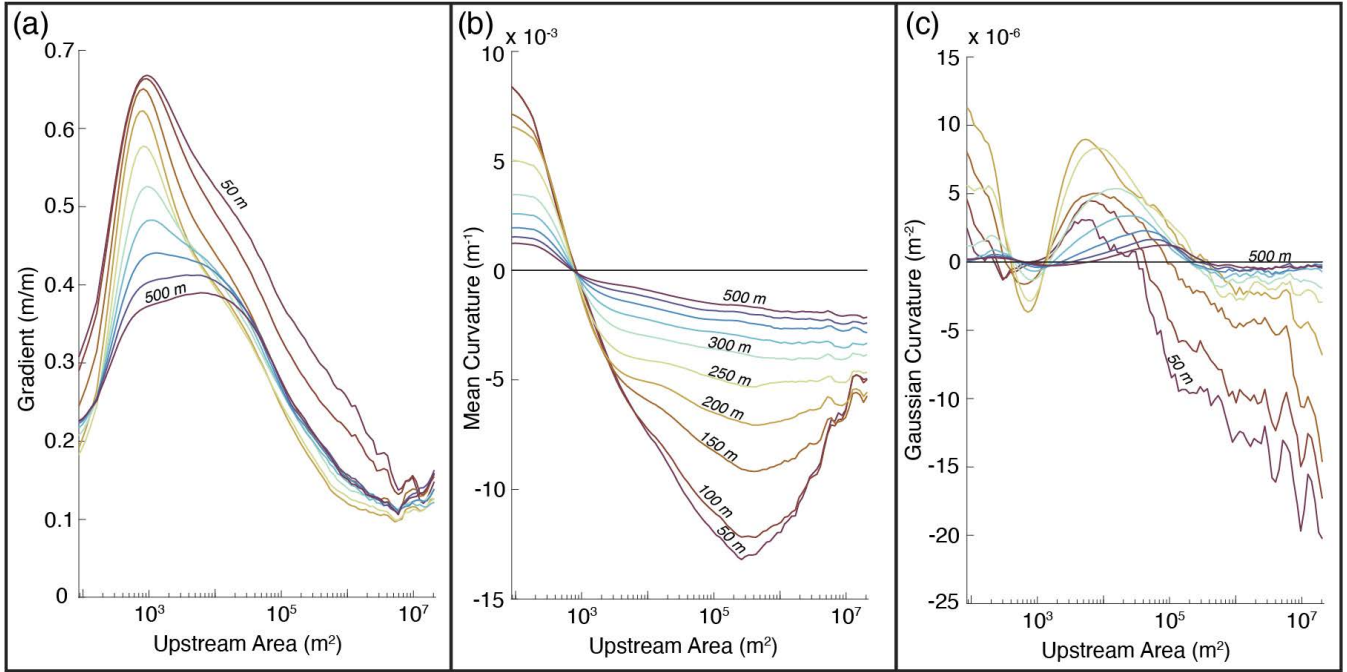 (a)
Gradient (m/m)
0.7
0.6
0.5
0.4
0.3
0.2
0.1
0
50 m
500 m
10³
10⁵
10⁷
Upstream Area (m²)
(b)
x 10⁻³
Mean Curvature (m⁻¹)
10
5
0
-5
-10
-15
500 m
300 m
250 m
200 m
150 m
100 m
50 m
10³
10⁵
10⁷
Upstream Area (m²)
(c)
x 10⁻⁶
Gaussian Curvature (m⁻²)
15
10
5
0
-5
-10
-15
-20
-25
500 m
50 m
10³
10⁵
10⁷
Upstream Area (m²)